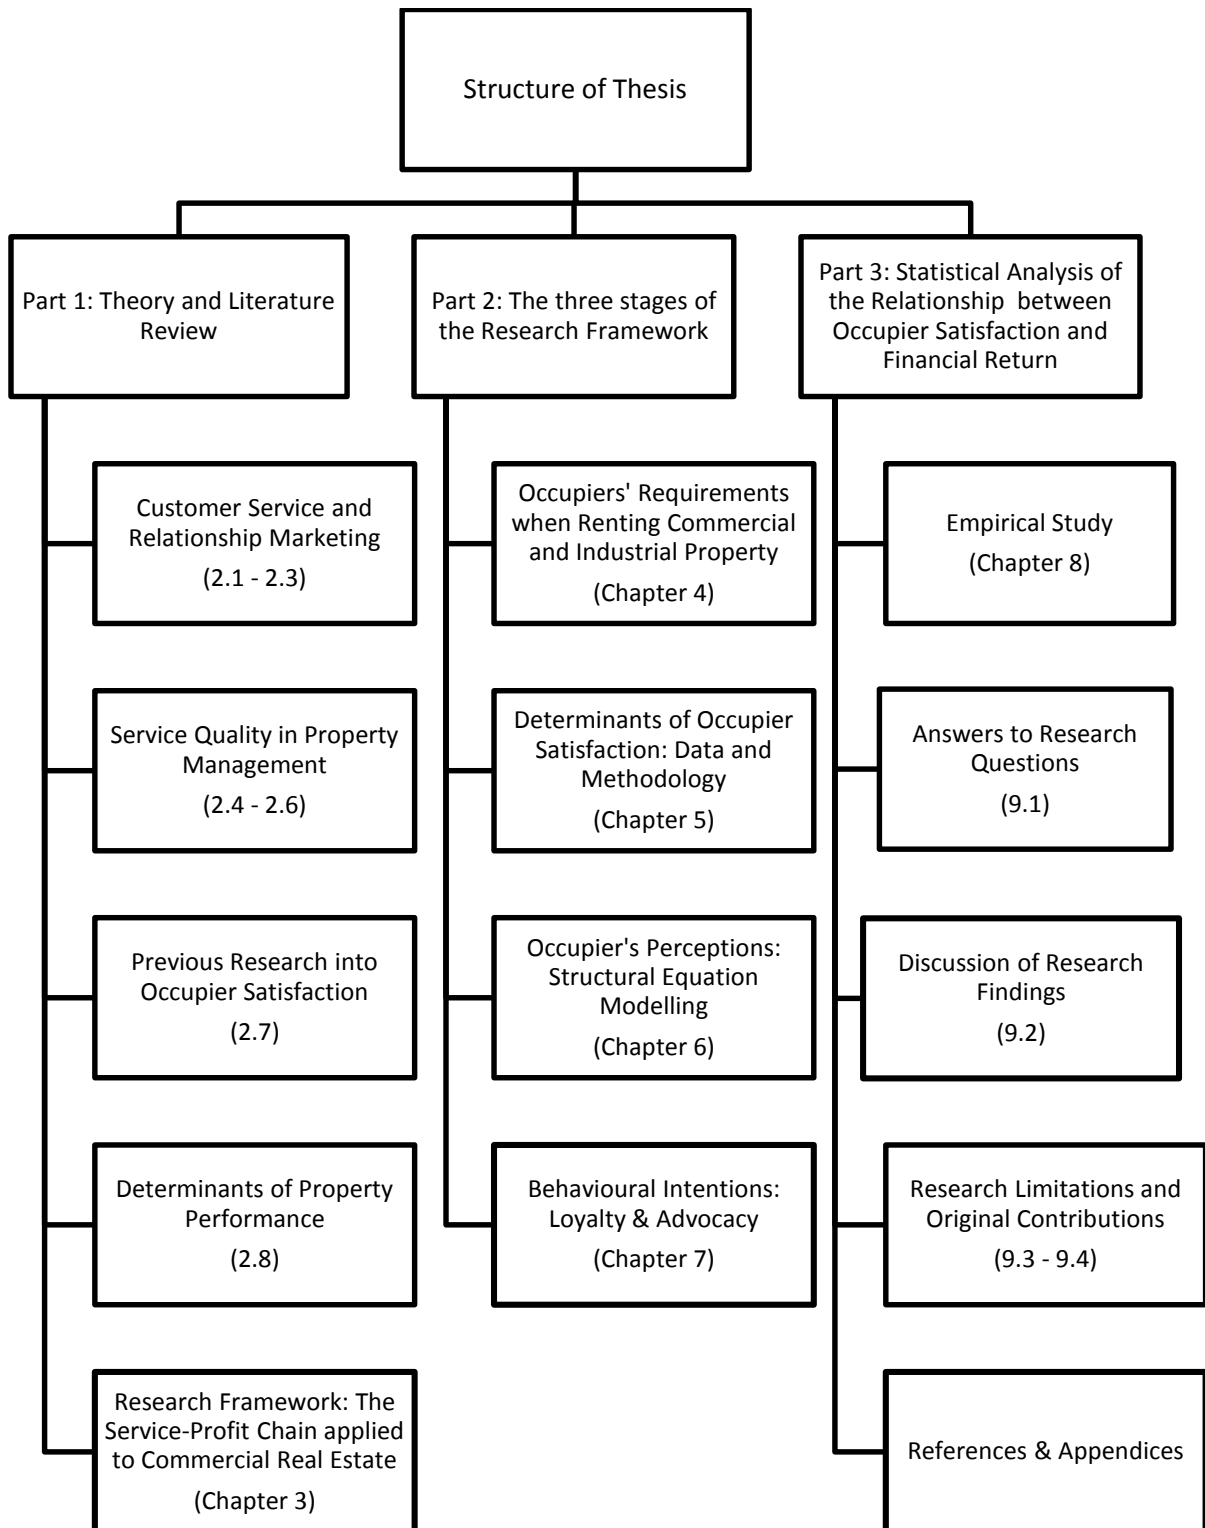 Structure of Thesis
Part 1: Theory and Literature
Review
Customer Service and
Relationship Marketing
(2.1 - 2.3)
Service Quality in Property
Management
(2.4 - 2.6)
Previous Research into
Occupier Satisfaction
(2.7)
Determinants of Property
Performance
(2.8)
Research Framework: The
Service-Profit Chain applied
to Commercial Real Estate
(Chapter 3)
Part 2: The three stages of
the Research Framework
Occupiers' Requirements
when Renting Commercial
and Industrial Property
(Chapter 4)
Determinants of Occupier
Satisfaction: Data and
Methodology
(Chapter 5)
Occupier's Perceptions:
Structural Equation
Modelling
(Chapter 6)
Behavioural Intentions:
Loyalty & Advocacy
(Chapter 7)
Part 3: Statistical Analysis of
the Relationship between
Occupier Satisfaction and
Financial Return
Empirical Study
(Chapter 8)
Answers to Research
Questions
(9.1)
Discussion of Research
Findings
(9.2)
Research Limitations and
Original Contributions
(9.3 - 9.4)
References & Appendices